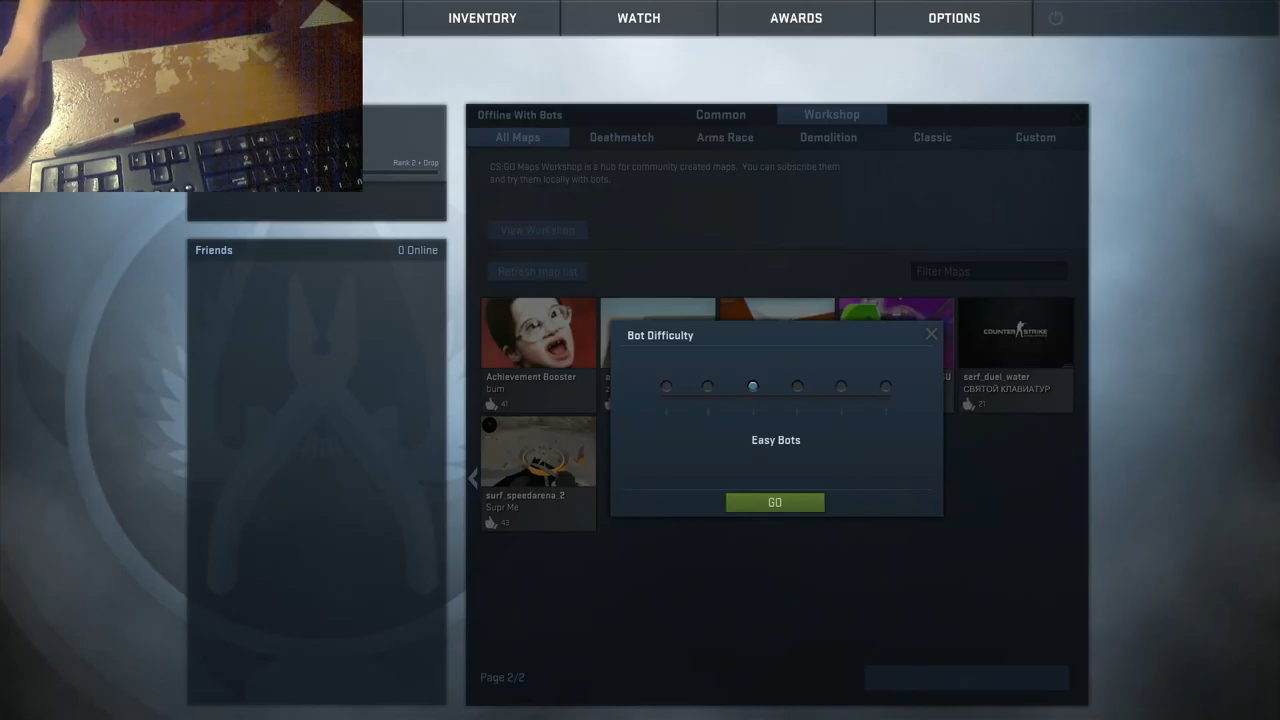 INVENTORY
WATCH
AWARDS
OPTIONS
Rank 2 + Drop
Friends
0 Online
Offline With Bots
Common
Workshop
All Maps
Deathmatch
Arms Race
Demolition
Classic
Custom
CS:GO Maps Workshop is a hub for community created maps. You can subscribe them
and try them locally with bots.
View Workshop
Refresh map list
Filter Maps
COUNTER STRIKE
Achievement Booster
bum
41
serf_duel_water
СВЯТОЙ КЛАВИАТУР
21
surf_speedarena_2
Supr Me
43
Bot Difficulty
Easy Bots
GO
Page 2/2